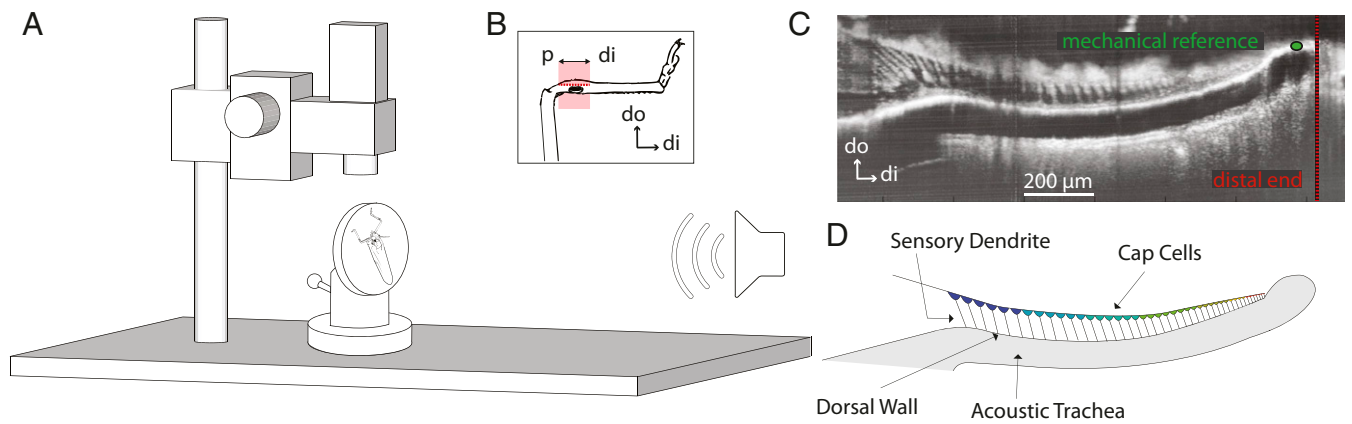 A
B
p
di
do
di
C
mechanical reference
do
di
200 µm
distal end
D
Sensory Dendrite
Cap Cells
Dorsal Wall
Acoustic Trachea